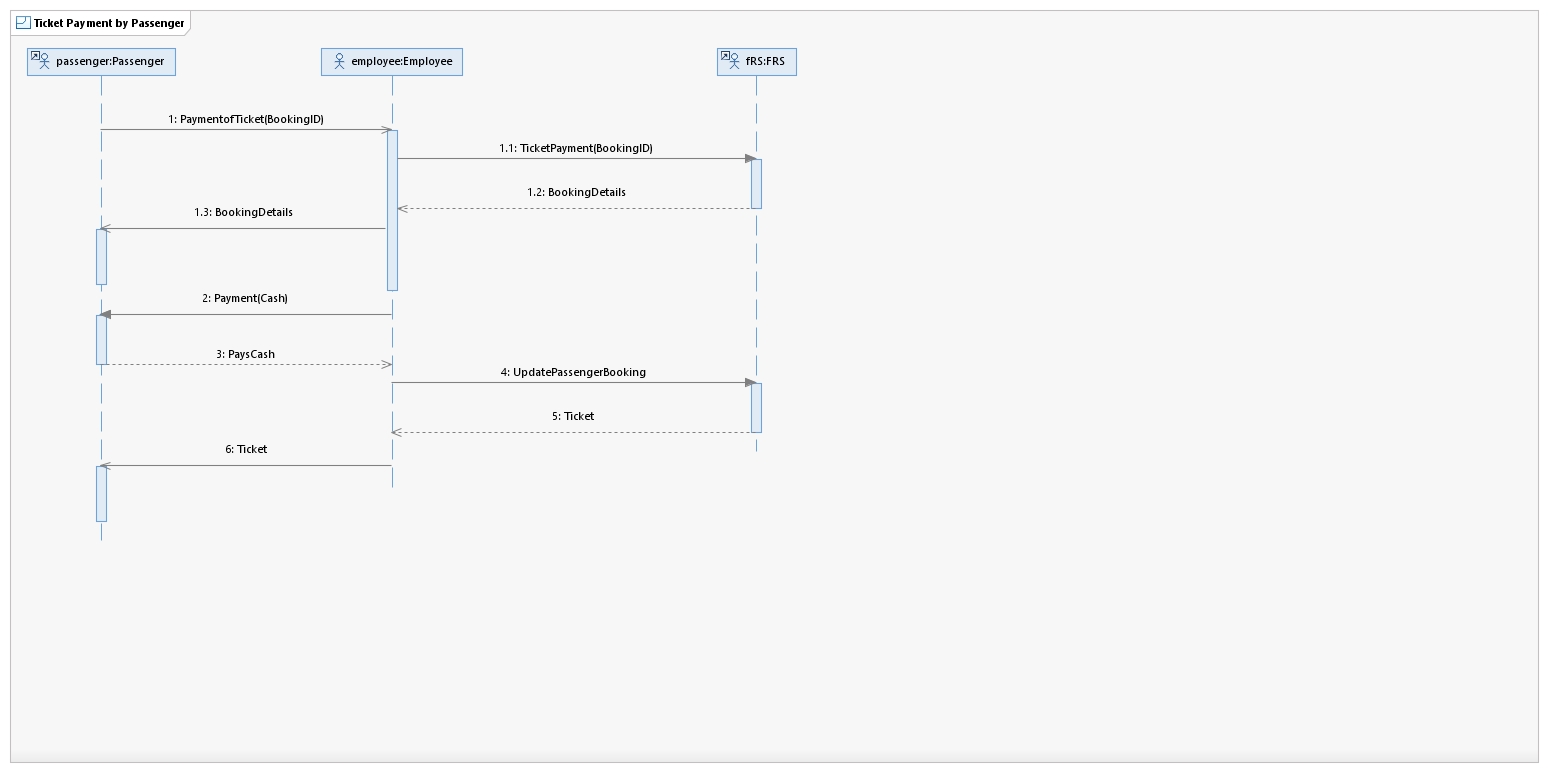 Ticket Payment by Passenger
passenger:Passenger
employee:Employee
fRS:FRS
1: PaymentofTicket(BookingID)
1.1: TicketPayment(BookingID)
1.2: BookingDetails
1.3: BookingDetails
2: Payment(Cash)
3: PaysCash
4: UpdatePassengerBooking
5: Ticket
6: Ticket